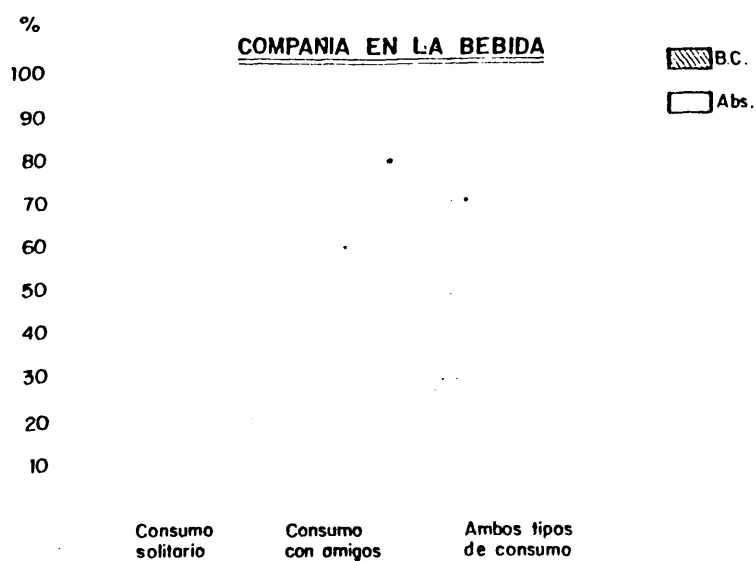 %
COMPAÑIA EN LA BEBIDA
B.C.
Abs.
100
90
80
70
60
50
40
30
20
10
Consumo solitario
Consumo con amigos
Ambos tipos de consumo